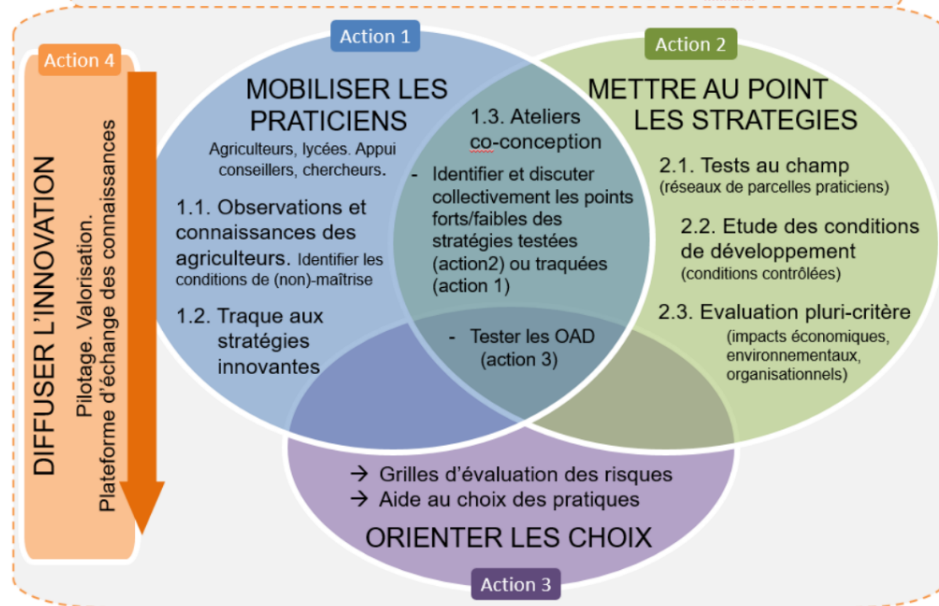 Action 4
DIFFUSER L'INNOVATION
Pilotage. Valorisation.
Plateforme d'échange des connaissances
Action 1
MOBILISER LES
PRATICIENS
Agriculteurs, lycées. Appui
conseillers, chercheurs.
1.1. Observations et
connaissances des
agriculteurs. Identifier les
conditions de (non)-maîtrise
1.2. Traque aux
stratégies
innovantes
1.3. Ateliers
co-conception
- Identifier et discuter
collectivement les points
forts/faibles des
stratégies testées
(action2) ou traquées
(action 1)
- Tester les OAD
(action 3)
Action 2
METTRE AU POINT
LES STRATEGIES
2.1. Tests au champ
(réseaux de parcelles praticiens)
2.2. Etude des conditions
de développement
(conditions contrôlées)
2.3. Evaluation pluri-critère
(impacts économiques,
environnementaux,
organisationnels)
→ Grilles d'évaluation des risques
→ Aide au choix des pratiques
ORIENTER LES CHOIX
Action 3